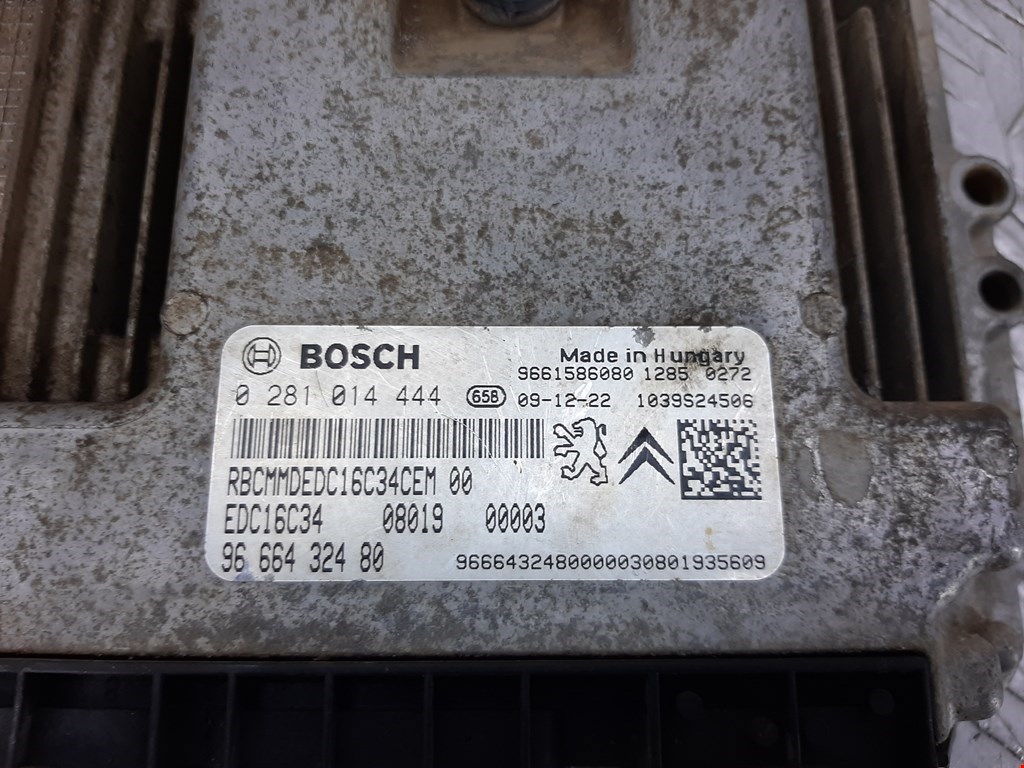 BOSCH Made in Hungary
9661586080 1285 0272
0 281 014 444 65B 09-12-22 1039S24506
RBCMMDEDC16C34CEM 00
EDC16C34 08019 00003
96 664 324 80 9666432480000030801935609